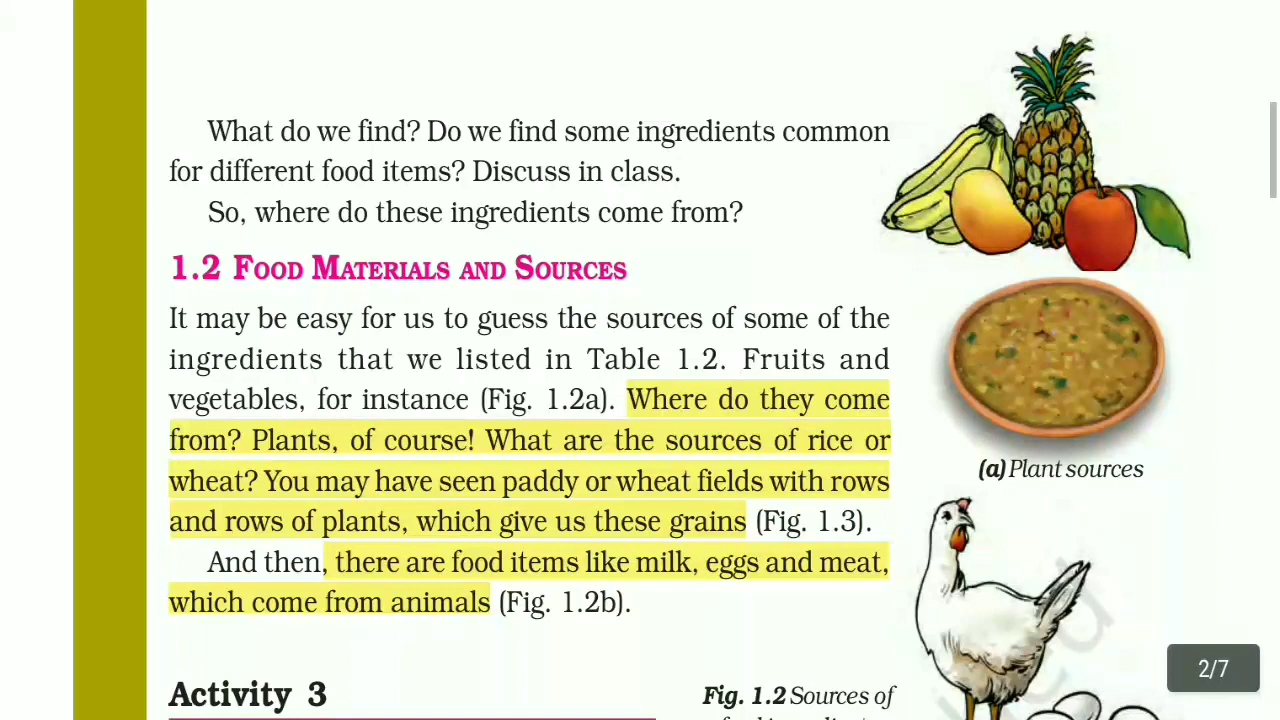 What do we find? Do we find some ingredients common
for different food items? Discuss in class.
So, where do these ingredients come from?
1.2 FOOD MATERIALS AND SOURCES
It may be easy for us to guess the sources of some of the
ingredients that we listed in Table 1.2. Fruits and
vegetables, for instance (Fig. 1.2a). Where do they come
from? Plants, of course! What are the sources of rice or
wheat? You may have seen paddy or wheat fields with rows
and rows of plants, which give us these grains (Fig. 1.3).
And then, there are food items like milk, eggs and meat,
which come from animals (Fig. 1.2b).
(a) Plant sources
Activity 3
Fig. 1.2 Sources of
2/7